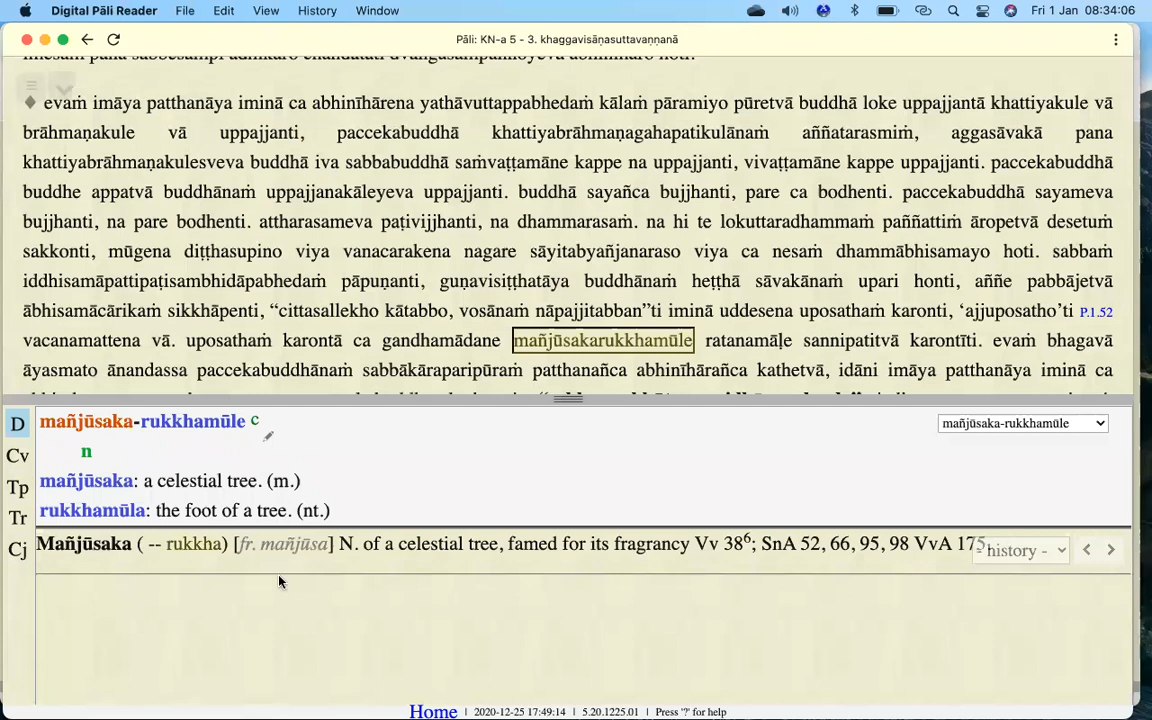 Digital Pāli Reader File Edit View History Window Fri 1 Jan 08:34:06
Pāli: KN-a 5 - 3. khaggavisāṇasuttavaṇṇanā
♦ evaṁ imāya patthanāya iminā ca abhinīhārena yathāvuttappabhedaṁ kālaṁ pāramiyo pūretvā buddhā loke uppajjantā khattiyakule vā
brāhmaṇakule vā uppajjanti, paccekabuddhā khattiyabrāhmaṇagahapatikulānaṁ aññatarasmiṁ, aggasāvakā pana
khattiyabrāhmaṇakulesveva buddhā iva sabbabuddhā saṁvaṭṭamāne kappe na uppajjanti, vivaṭṭamāne kappe uppajjanti. paccekabuddhā
buddhe appatvā buddhānaṁ uppajjanakāleyeva uppajjanti. buddhā sayañca bujjhanti, pare ca bodhenti. paccekabuddhā sayameva
bujjhanti, na pare bodhenti. attharasameva paṭivijjhanti, na dhammarasaṁ. na hi te lokuttaradhammaṁ paññattiṁ āropetvā desetuṁ
sakkonti, mūgena diṭṭhasupino viya vanacarakena nagare sāyitabyañjanaraso viya ca nesaṁ dhammābhisamayo hoti. sabbaṁ
iddhisamāpattipaṭisambhidāpabhedaṁ pāpuṇanti, guṇavisiṭṭhatāya buddhānaṁ heṭṭhā sāvakānaṁ upari honti, aññe pabbājetvā
ābhisamācārikaṁ sikkhāpenti, “cittasallekho kātabbo, vosānaṁ nāpajjitabban”ti iminā uddesena uposathaṁ karonti, ‘ajjuposatho’ti P.1.52
vacanamattena vā. uposathaṁ karontā ca gandhamādane mañjūsakarukkhamūle ratanamāḷe sannipatitvā karontīti. evaṁ bhagavā
āyasmato ānandassa paccekabuddhānaṁ sabbākāraparipūraṁ patthanañca abhinīhārañca kathetvā, idāni imāya patthanāya iminā ca
D mañjūsaka-rukkhamūle c mañjūsaka-rukkhamūle
Cv n
Tp mañjūsaka: a celestial tree. (m.)
Tr rukkhamūla: the foot of a tree. (nt.)
Cj Mañjūsaka ( -- rukkha) [fr. mañjūsa] N. of a celestial tree, famed for its fragrancy Vv 38⁶; SnA 52, 66, 95, 98 VvA 175.
- history -
Home | 2020-12-25 17:49:14 | 5.20.1225.01 | Press '?' for help